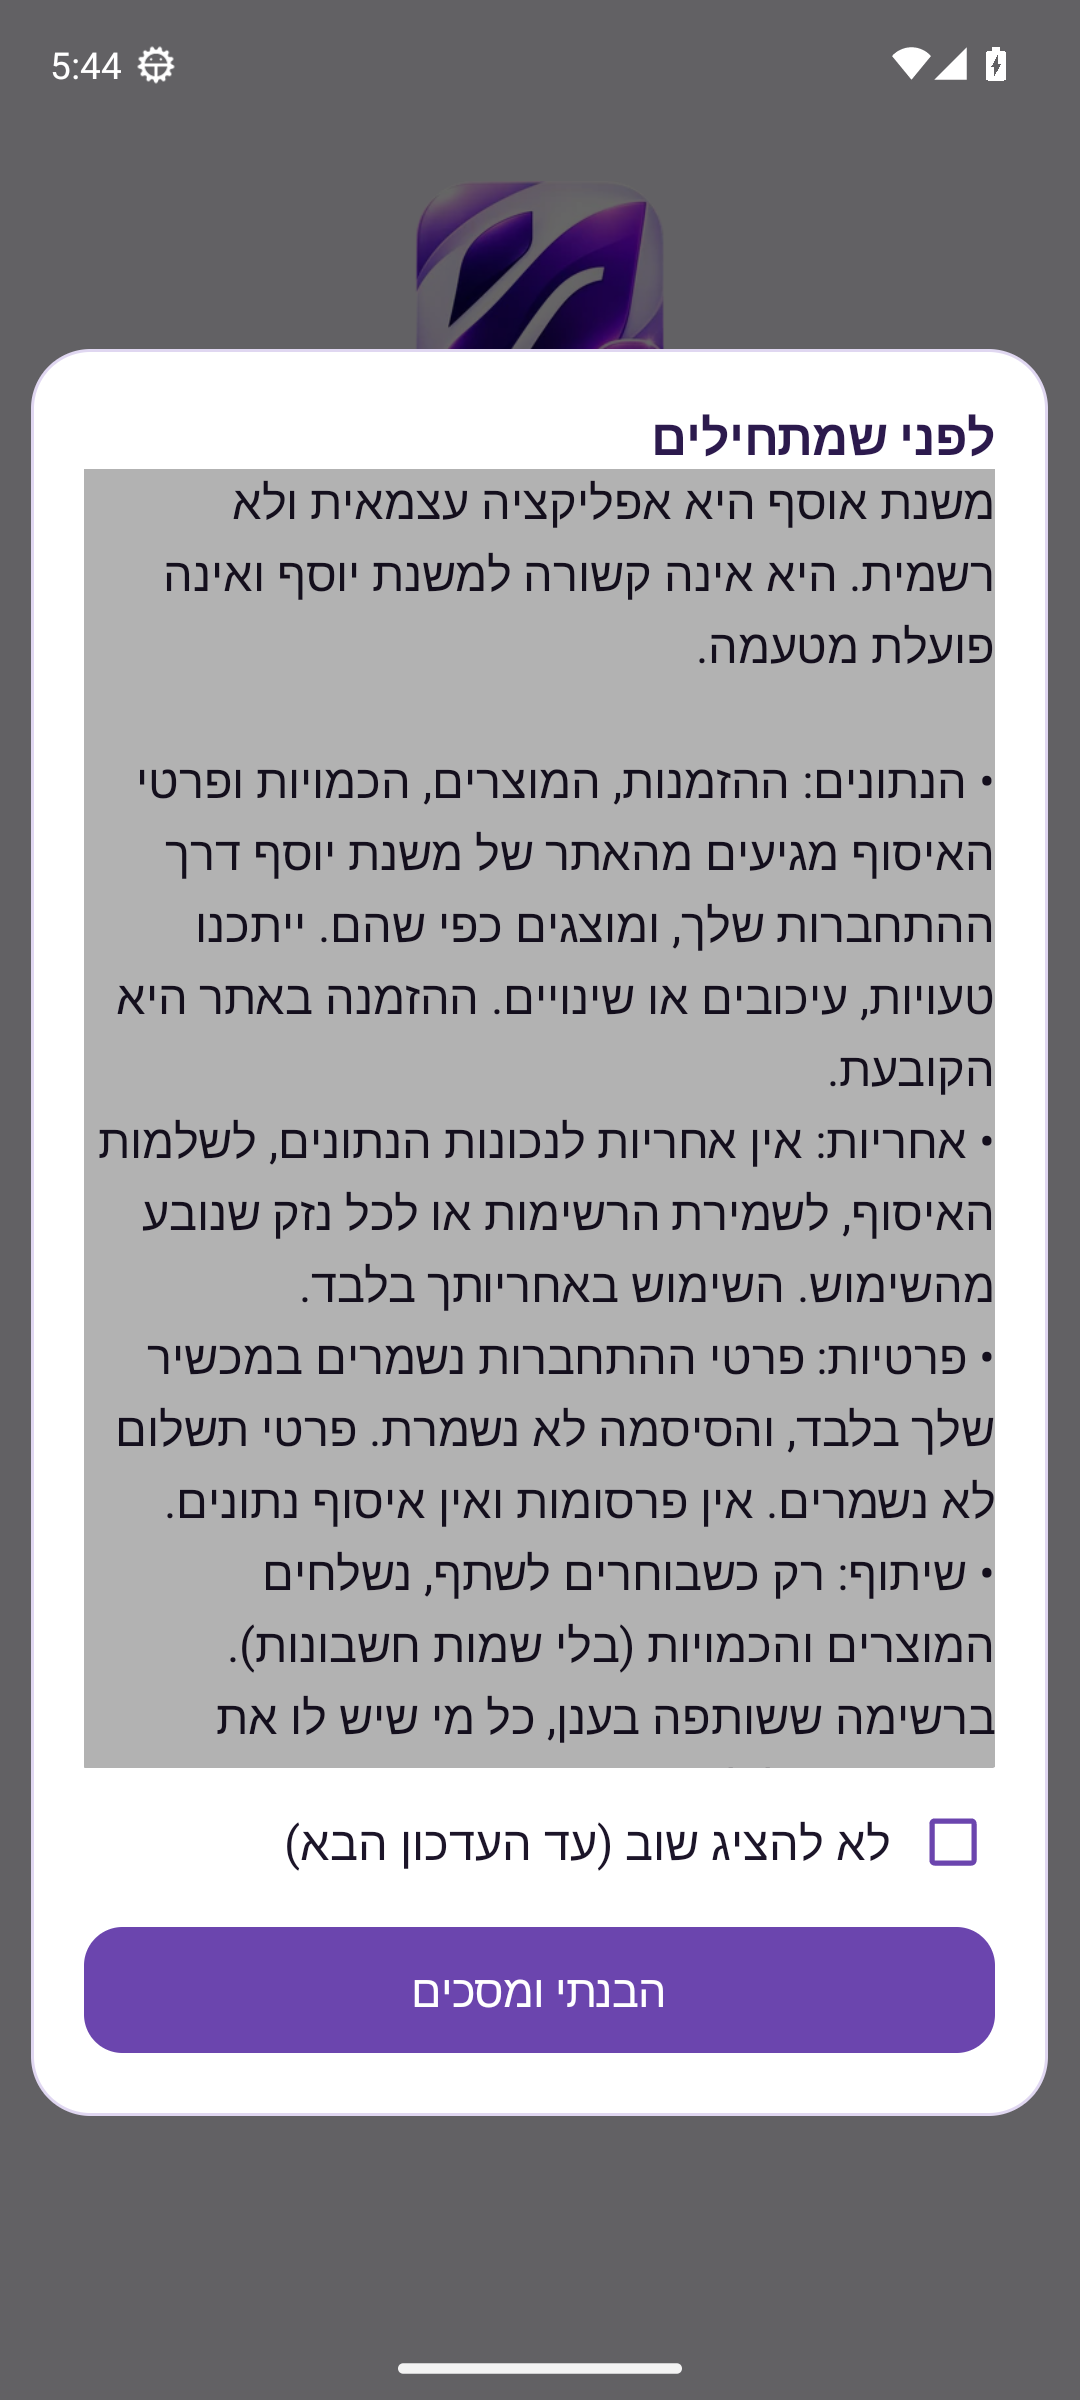 5:44
לפני שמתחילים
משנת אוסף היא אפליקציה עצמאית ולא
רשמית. היא אינה קשורה למשנת יוסף ואינה
פועלת מטעמה.
• הנתונים: ההזמנות, המוצרים, הכמויות ופרטי
האיסוף מגיעים מהאתר של משנת יוסף דרך
ההתחברות שלך, ומוצגים כפי שהם. ייתכנו
טעויות, עיכובים או שינויים. ההזמנה באתר היא
הקובעת.
• אחריות: אין אחריות לנכונות הנתונים, לשלמות
האיסוף, לשמירת הרשימות או לכל נזק שנובע
מהשימוש. השימוש באחריותך בלבד.
• פרטיות: פרטי ההתחברות נשמרים במכשיר
שלך בלבד, והסיסמה לא נשמרת. פרטי תשלום
לא נשמרים. אין פרסומות ואין איסוף נתונים.
• שיתוף: רק כשבוחרים לשתף, נשלחים
המוצרים והכמויות (בלי שמות חשבונות).
ברשימה ששותפה בענן, כל מי שיש לו את
לא להציג שוב (עד העדכון הבא)
הבנתי ומסכים